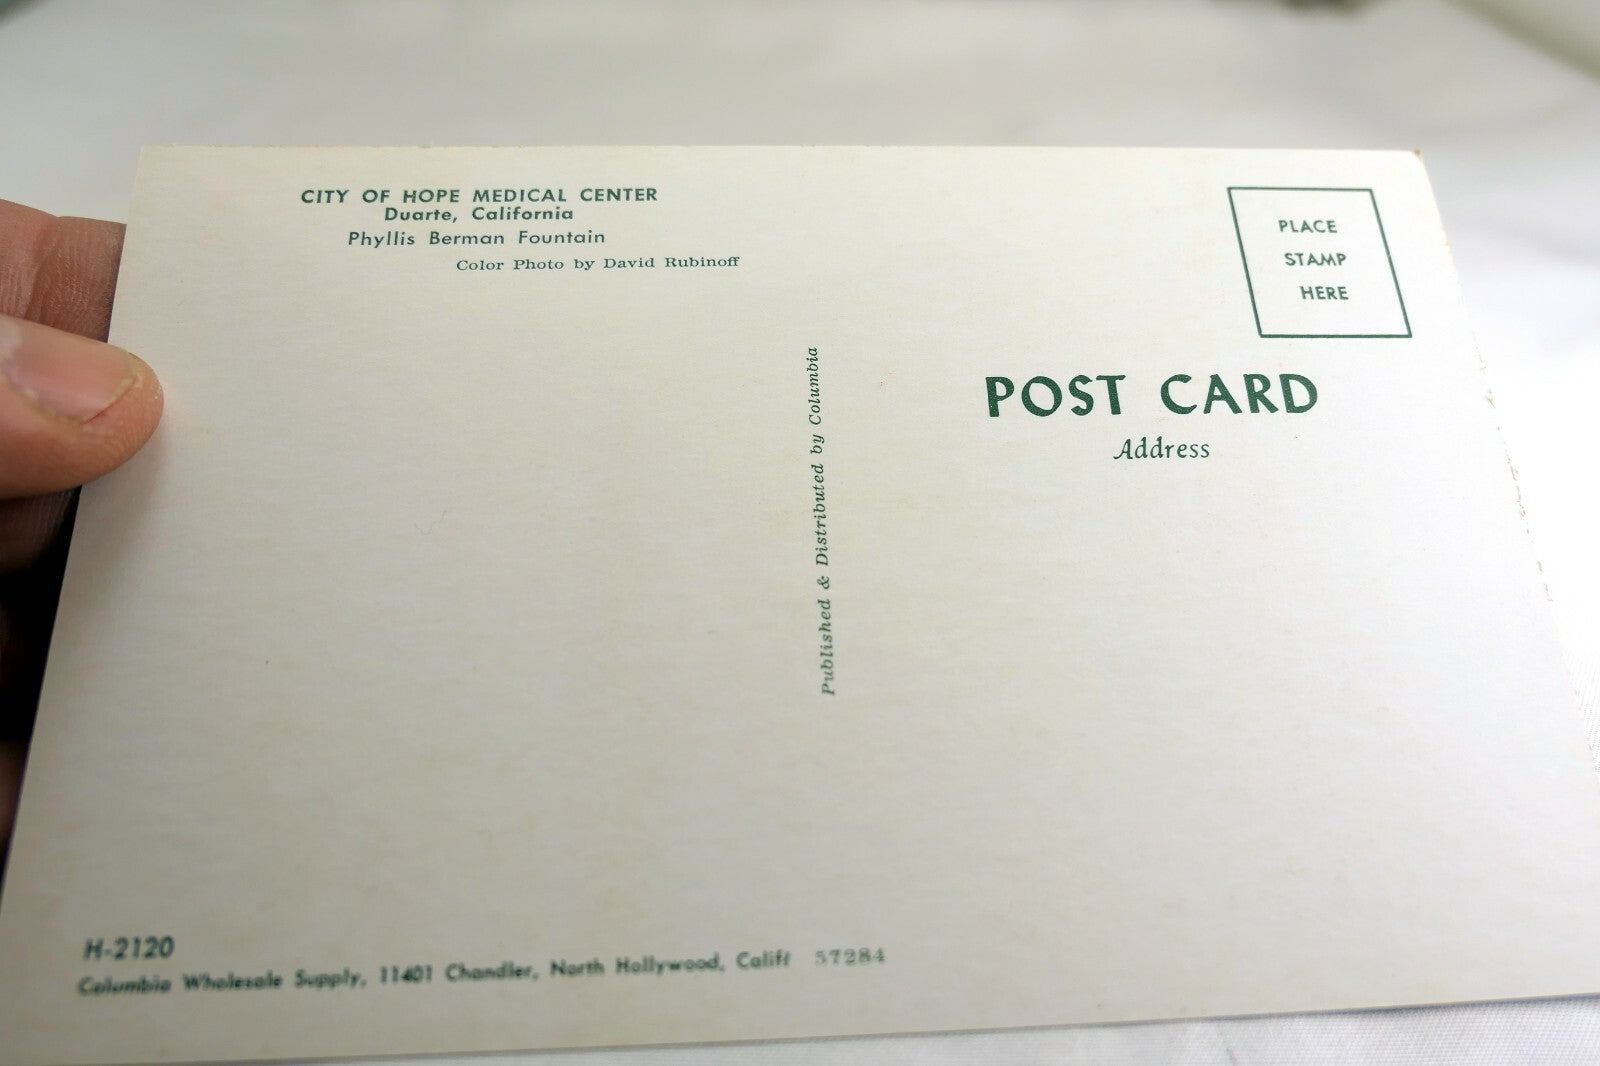 CITY OF HOPE MEDICAL CENTER
Duarte, California
Phyllis Berman Fountain
Color Photo by David Rubinoff
PLACE
STAMP
HERE
POST CARD
Address
Published & Distributed by Columbia
H-2120
Columbia Wholesale Supply, 11401 Chandler, North Hollywood, Calif 57284